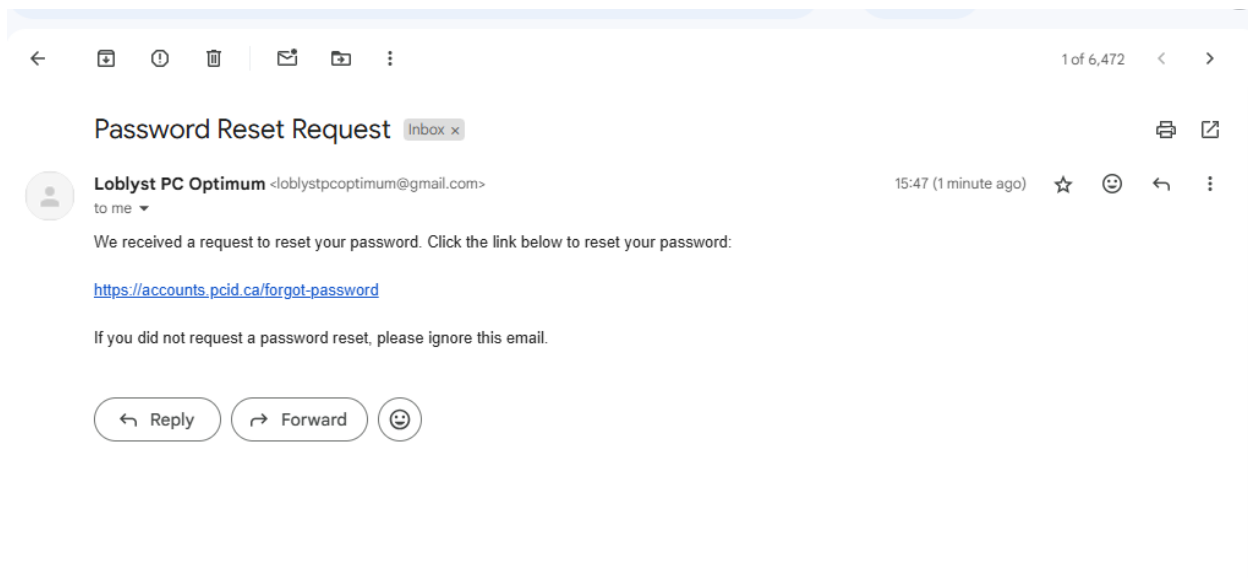 1 of 6,472
Password Reset Request Inbox x
Loblyst PC Optimum <loblystpcoptimum@gmail.com> 15:47 (1 minute ago)
to me
We received a request to reset your password. Click the link below to reset your password:
https://accounts.pcid.ca/forgot-password
If you did not request a password reset, please ignore this email.
Reply Forward